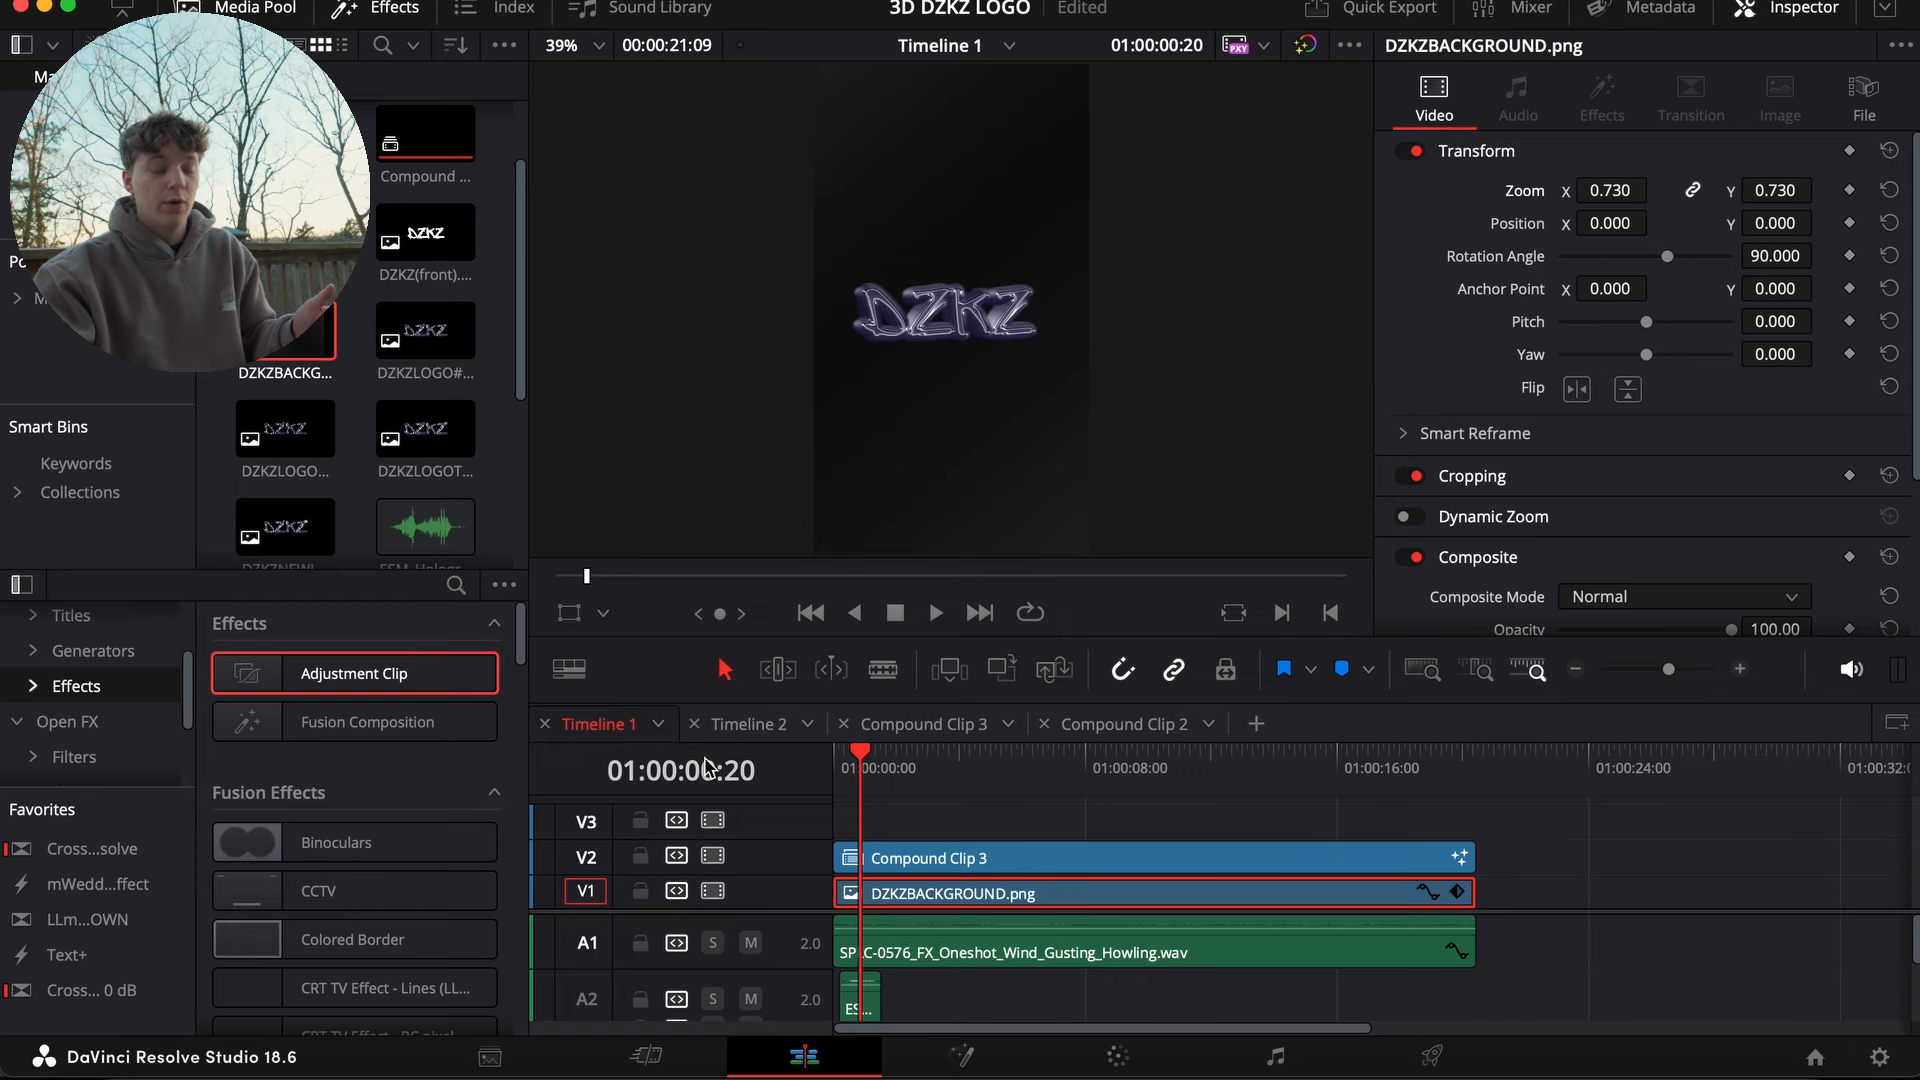 Media Pool
Effects
Index
Sound Library
3D DZKZ LOGO
Edited
Quick Export
Mixer
Metadata
Inspector
39%
00:00:21:09
Timeline 1
01:00:00:20
PXY
DZKZBACKGROUND.png
Video
Audio
Effects
Transition
Image
File
Compound ...
DZKZ
DZKZ(front)....
DZKZBACKG...
DZKZ
DZKZLOGO#...
DZKZ
DZKZLOGO...
DZKZ
DZKZLOGOT...
DZKZ
DZKZ
Smart Bins
Keywords
Collections
Transform
Zoom X 0.730 Y 0.730
Position X 0.000 Y 0.000
Rotation Angle 90.000
Anchor Point X 0.000 Y 0.000
Pitch 0.000
Yaw 0.000
Flip
Smart Reframe
Cropping
Dynamic Zoom
Composite
Composite Mode Normal
Opacity 100.00
Titles
Generators
Effects
Open FX
Filters
Favorites
Cross...solve
mWedd...ffect
LLm...OWN
Text+
Cross... 0 dB
Effects
Adjustment Clip
Fusion Composition
Fusion Effects
Binoculars
CCTV
Colored Border
CRT TV Effect - Lines (LL...
Timeline 1
Timeline 2
Compound Clip 3
Compound Clip 2
01:00:00:20
01:00:00:00
01:00:08:00
01:00:16:00
01:00:24:00
01:00:32:0
V3
V2
Compound Clip 3
V1
DZKZBACKGROUND.png
A1
S
M
2.0
SPLC-0576_FX_Oneshot_Wind_Gusting_Howling.wav
A2
S
M
2.0
ES...
DaVinci Resolve Studio 18.6